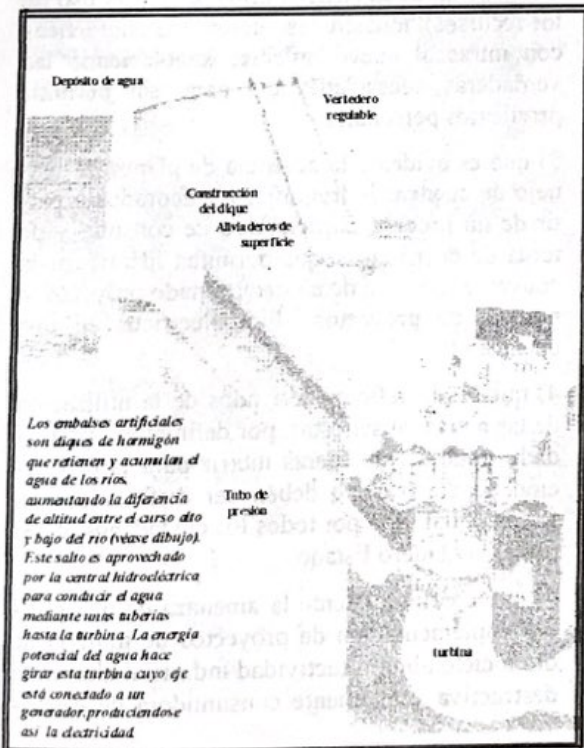 Depósito de agua
Vertedero
regulable
Construcción
del dique
Aliviaderos de
superficie
Los embalses artificiales,
son diques de hormigón
que retienen y acumulan el
agua de los ríos,
aumentando la diferencia
de altitud entre el curso alto
y bajo del río (véase dibujo).
Este salto es aprovechado
por la central hidroeléctrica
para conducir el agua
mediante unas tuberías
hasta la turbina. La energía
potencial del agua hace
girar esta turbina cuyo eje
está conectado a un
generador, produciéndose
así la electricidad.
Tubo de
presión
turbina